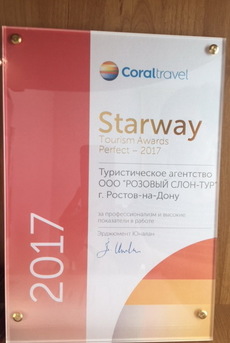 Coraltravel
Starway
Tourism Awards
Perfect – 2017
Туристическое агентство
ООО "РОЗОВЫЙ СЛОН-ТУР"
г. Ростов-на-Дону
за профессионализм и высокие
показатели в работе
2017